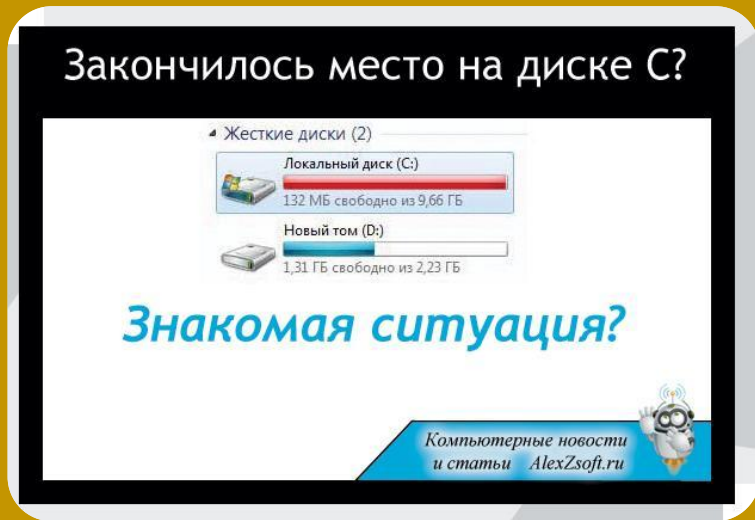 Закончилось место на диске C?
Жесткие диски (2)
Локальный диск (C:)
132 МБ свободно из 9,66 ГБ
Новый том (D:)
1,31 ГБ свободно из 2,23 ГБ
Знакомая ситуация?
Компьютерные новости
и статьи AlexZsoft.ru